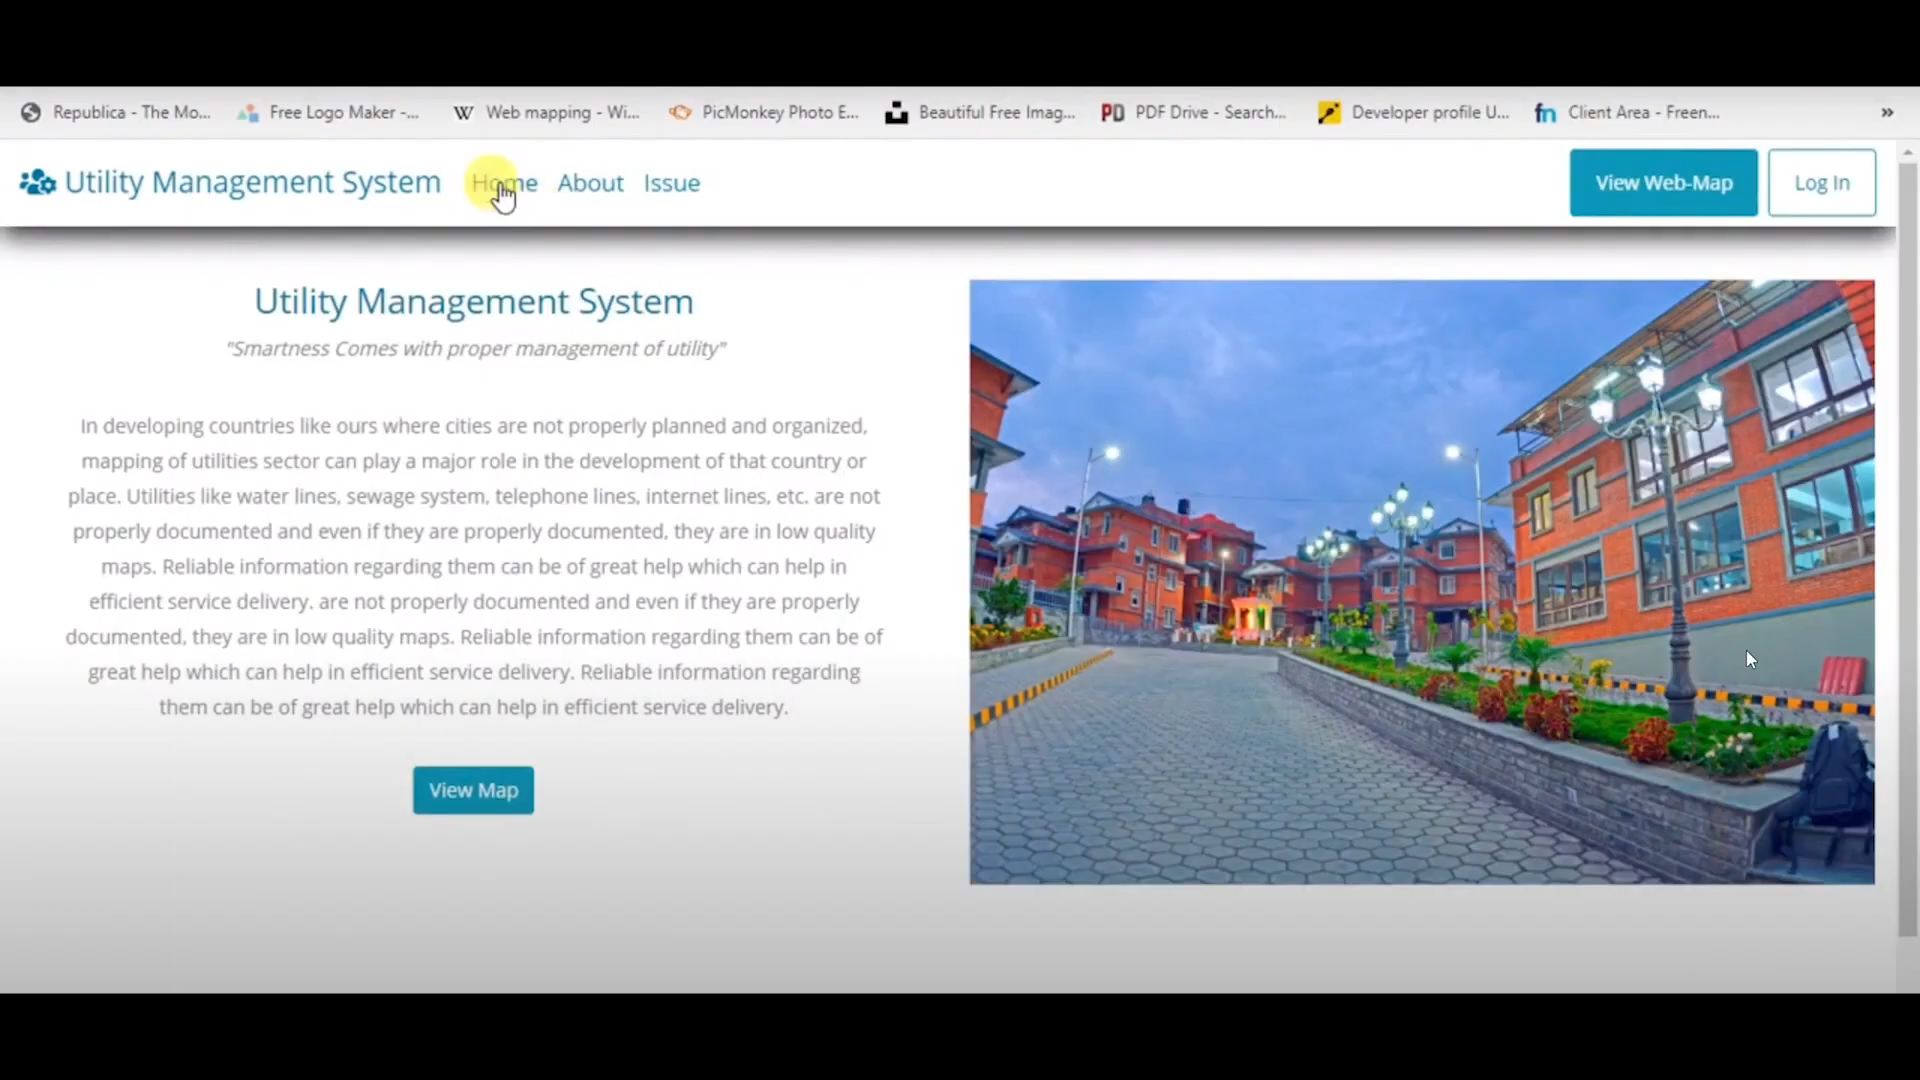 Republica - The Mo...
Free Logo Maker -...
Web mapping - Wi...
PicMonkey Photo E...
Beautiful Free Imag...
PDF Drive - Search...
Developer profile U...
Client Area - Freen...
Utility Management System
Home
About
Issue
View Web-Map
Log In
Utility Management System
"Smartness Comes with proper management of utility"
In developing countries like ours where cities are not properly planned and organized,
mapping of utilities sector can play a major role in the development of that country or
place. Utilities like water lines, sewage system, telephone lines, internet lines, etc. are not
properly documented and even if they are properly documented, they are in low quality
maps. Reliable information regarding them can be of great help which can help in
efficient service delivery. are not properly documented and even if they are properly
documented, they are in low quality maps. Reliable information regarding them can be of
great help which can help in efficient service delivery. Reliable information regarding
them can be of great help which can help in efficient service delivery.
View Map